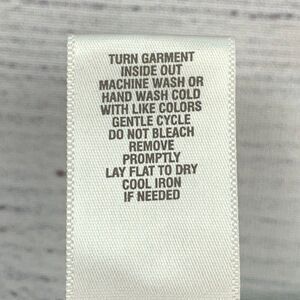 TURN GARMENT
INSIDE OUT
MACHINE WASH OR
HAND WASH COLD
WITH LIKE COLORS
GENTLE CYCLE
DO NOT BLEACH
REMOVE
PROMPTLY
LAY FLAT TO DRY
COOL IRON
IF NEEDED